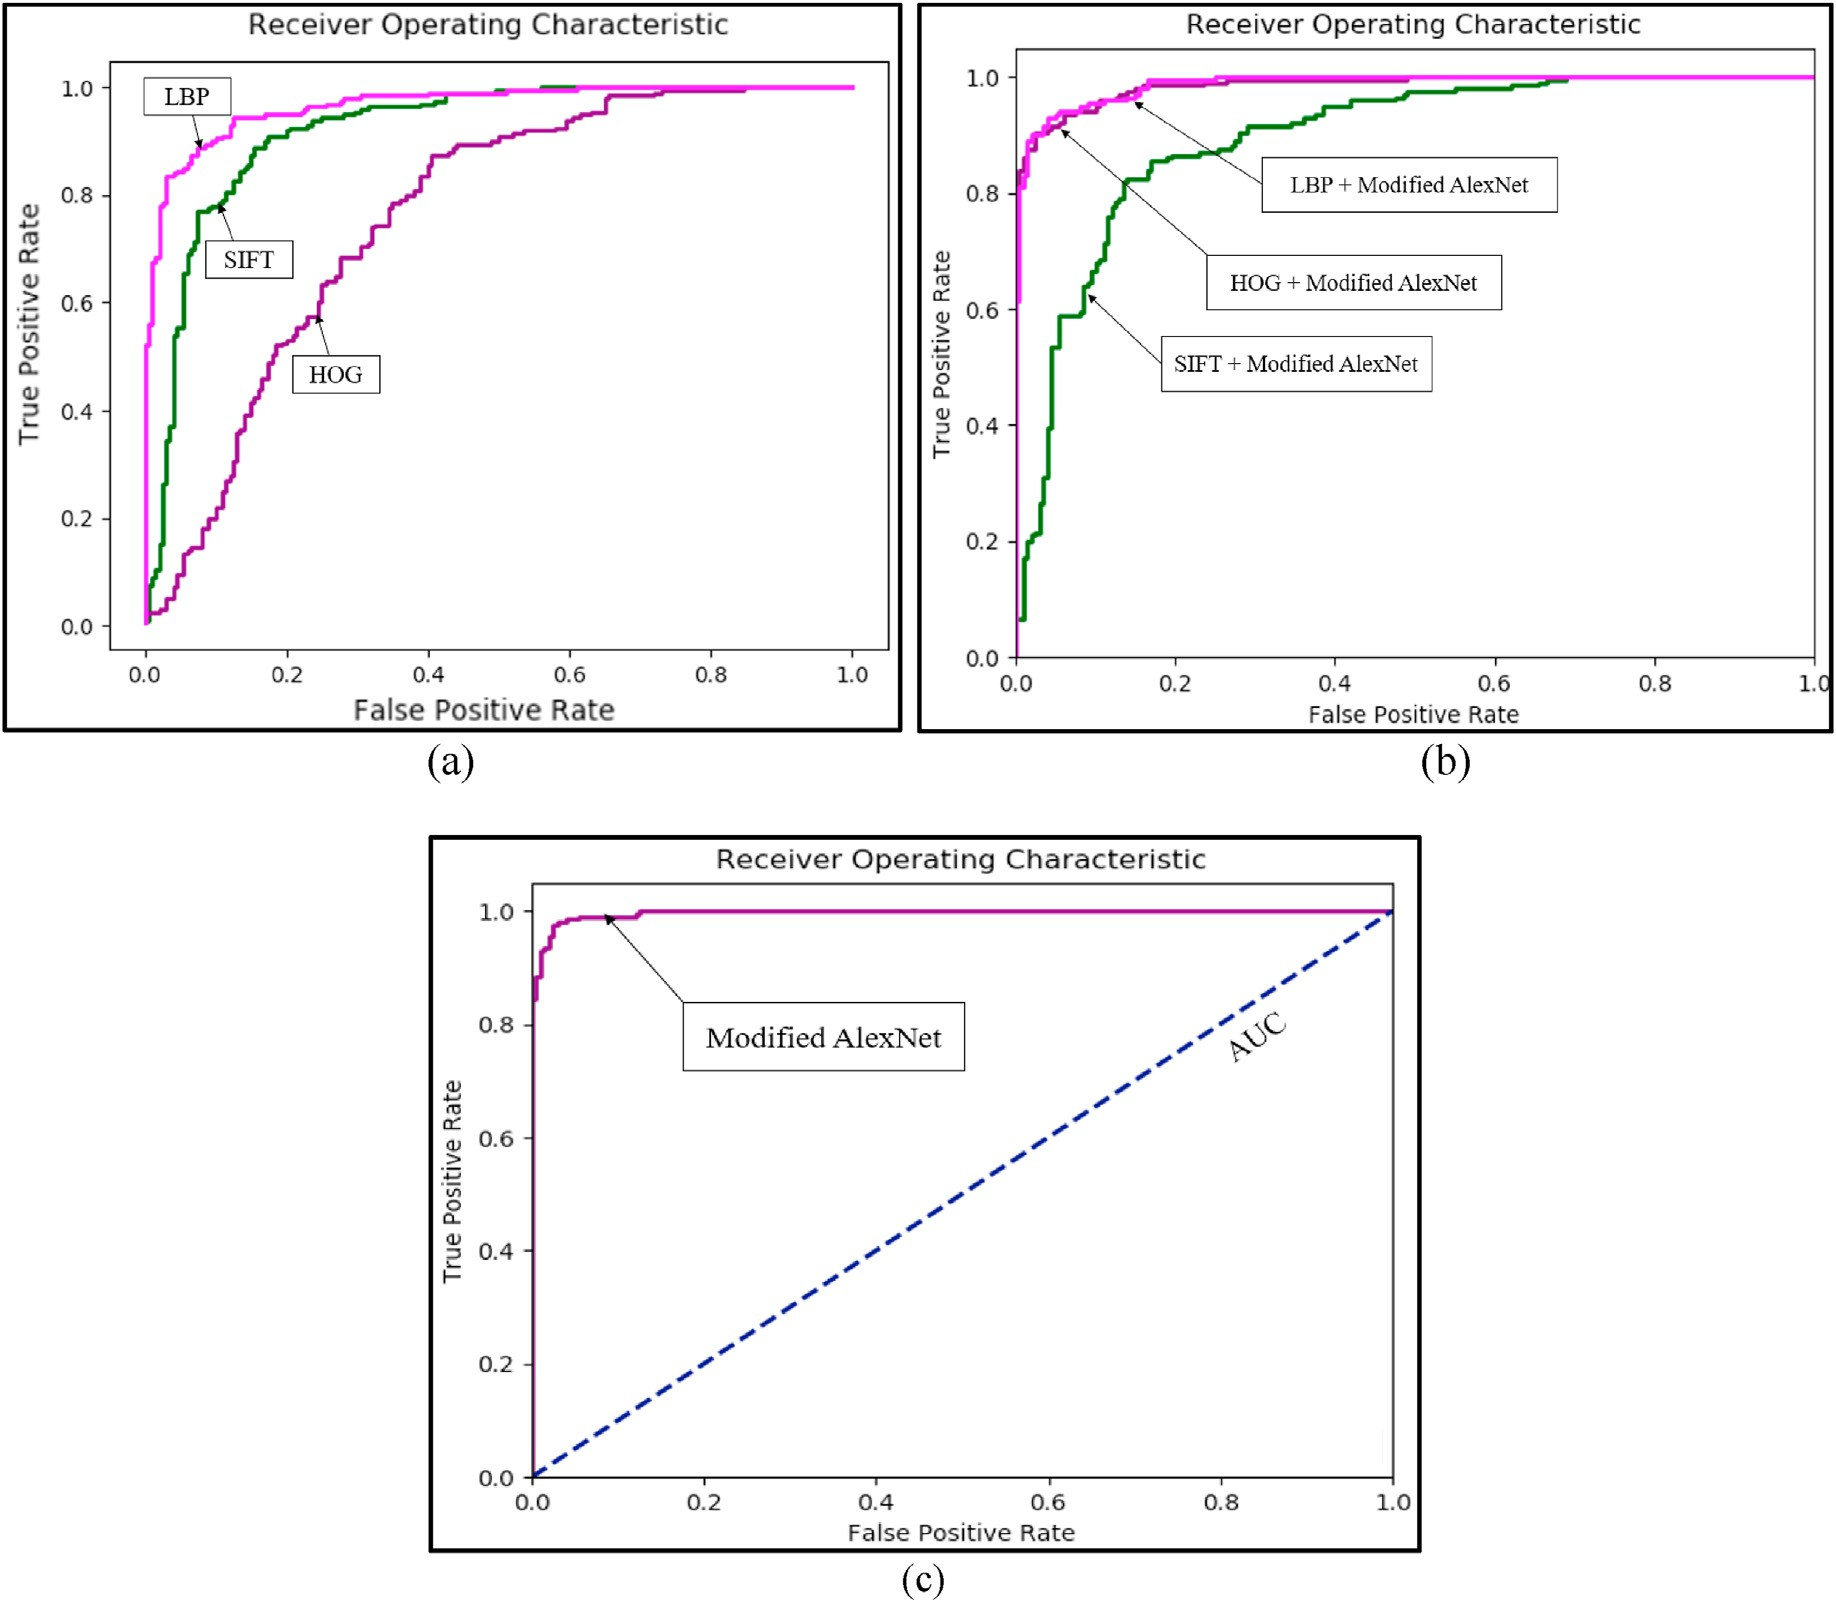 Receiver Operating Characteristic
1.0
0.8
0.6
0.4
0.2
0.0
True Positive Rate
LBP
SIFT
HOG
0.0 0.2 0.4 0.6 0.8 1.0
False Positive Rate
(a)
Receiver Operating Characteristic
1.0
0.8
0.6
0.4
0.2
0.0
True Positive Rate
LBP + Modified AlexNet
HOG + Modified AlexNet
SIFT + Modified AlexNet
0.0 0.2 0.4 0.6 0.8 1.0
False Positive Rate
(b)
Receiver Operating Characteristic
1.0
0.8
0.6
0.4
0.2
0.0
True Positive Rate
Modified AlexNet
AUC
0.0 0.2 0.4 0.6 0.8 1.0
False Positive Rate
(c)